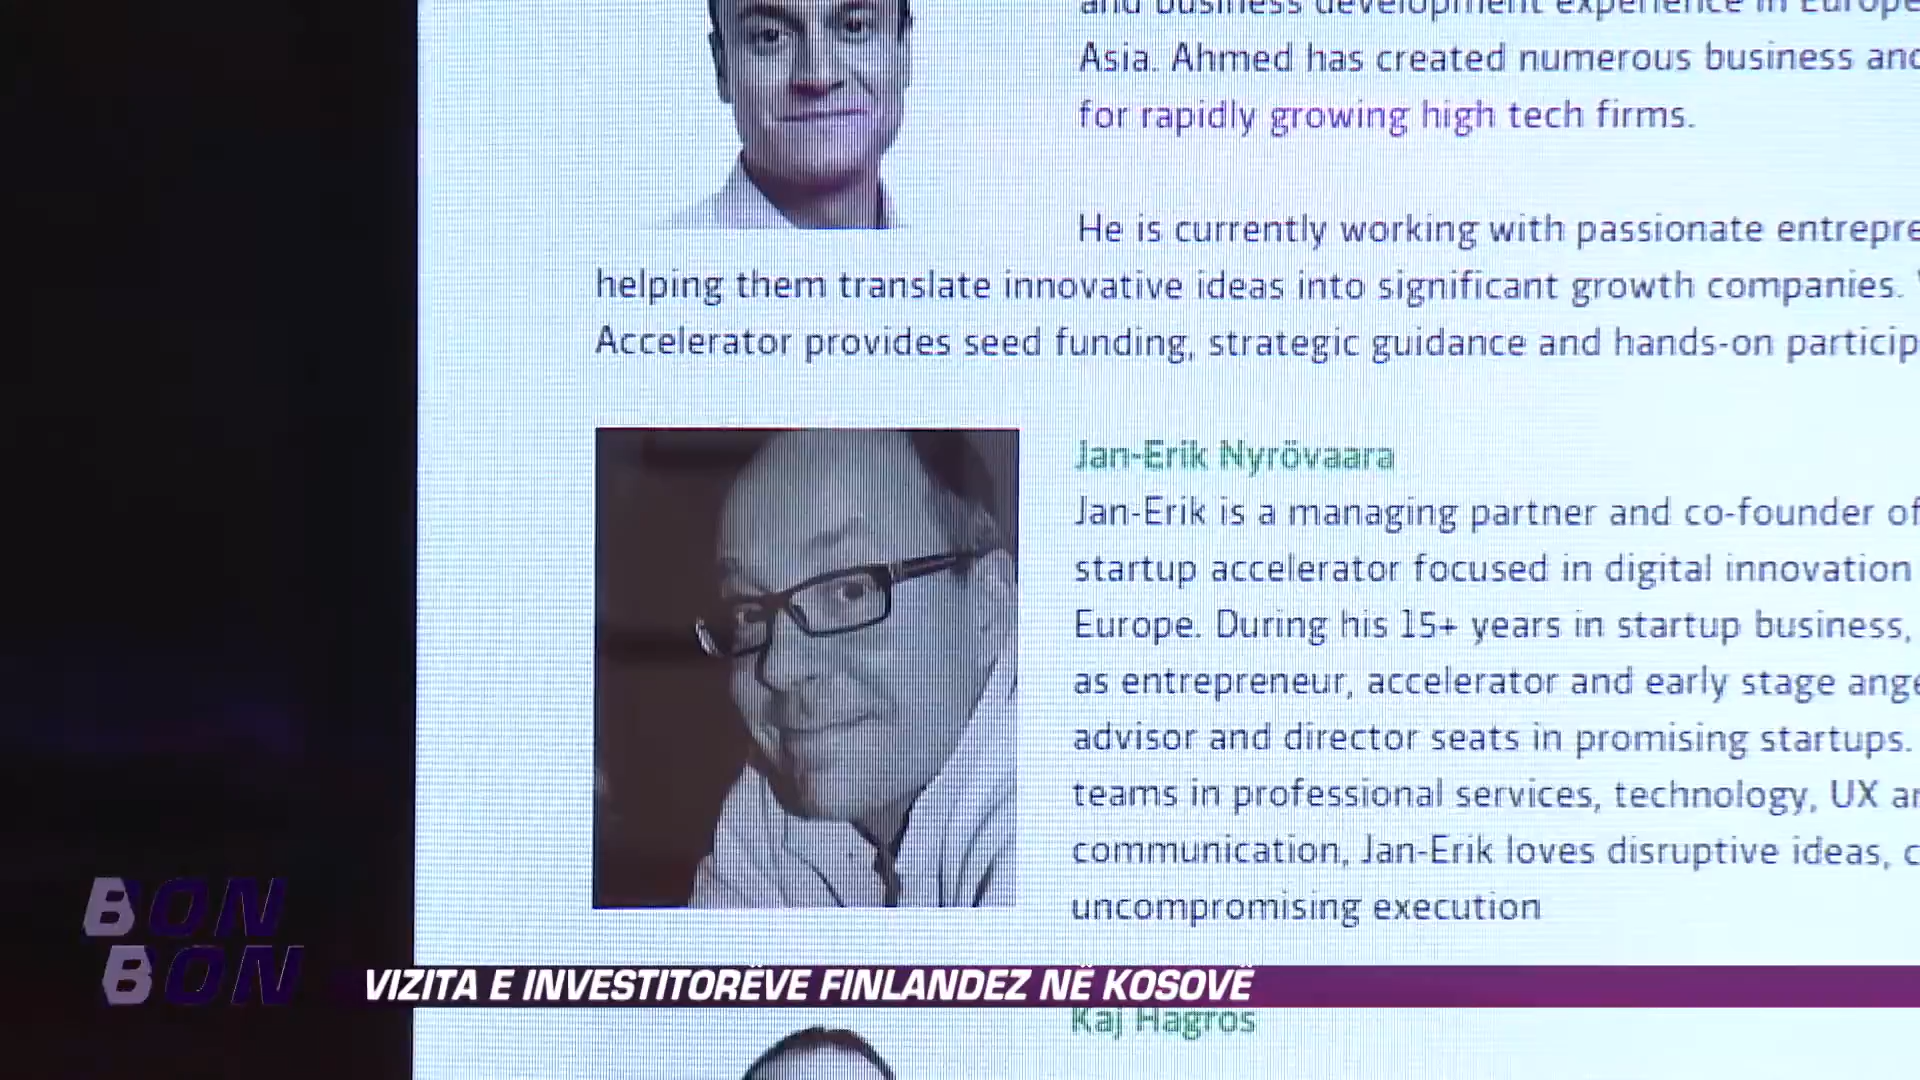 and business development experience in Europe
Asia. Ahmed has created numerous business and
for rapidly growing high tech firms.
He is currently working with passionate entrepre
helping them translate innovative ideas into significant growth companies.
Accelerator provides seed funding, strategic guidance and hands-on particip
Jan-Erik Nyrövaara
Jan-Erik is a managing partner and co-founder of
startup accelerator focused in digital innovation
Europe. During his 15+ years in startup business,
as entrepreneur, accelerator and early stage ange
advisor and director seats in promising startups.
teams in professional services, technology, UX an
communication, Jan-Erik loves disruptive ideas, c
uncompromising execution
BON
BON
VIZITA E INVESTITORËVE FINLANDEZ NË KOSOVË
Kaj Hagros